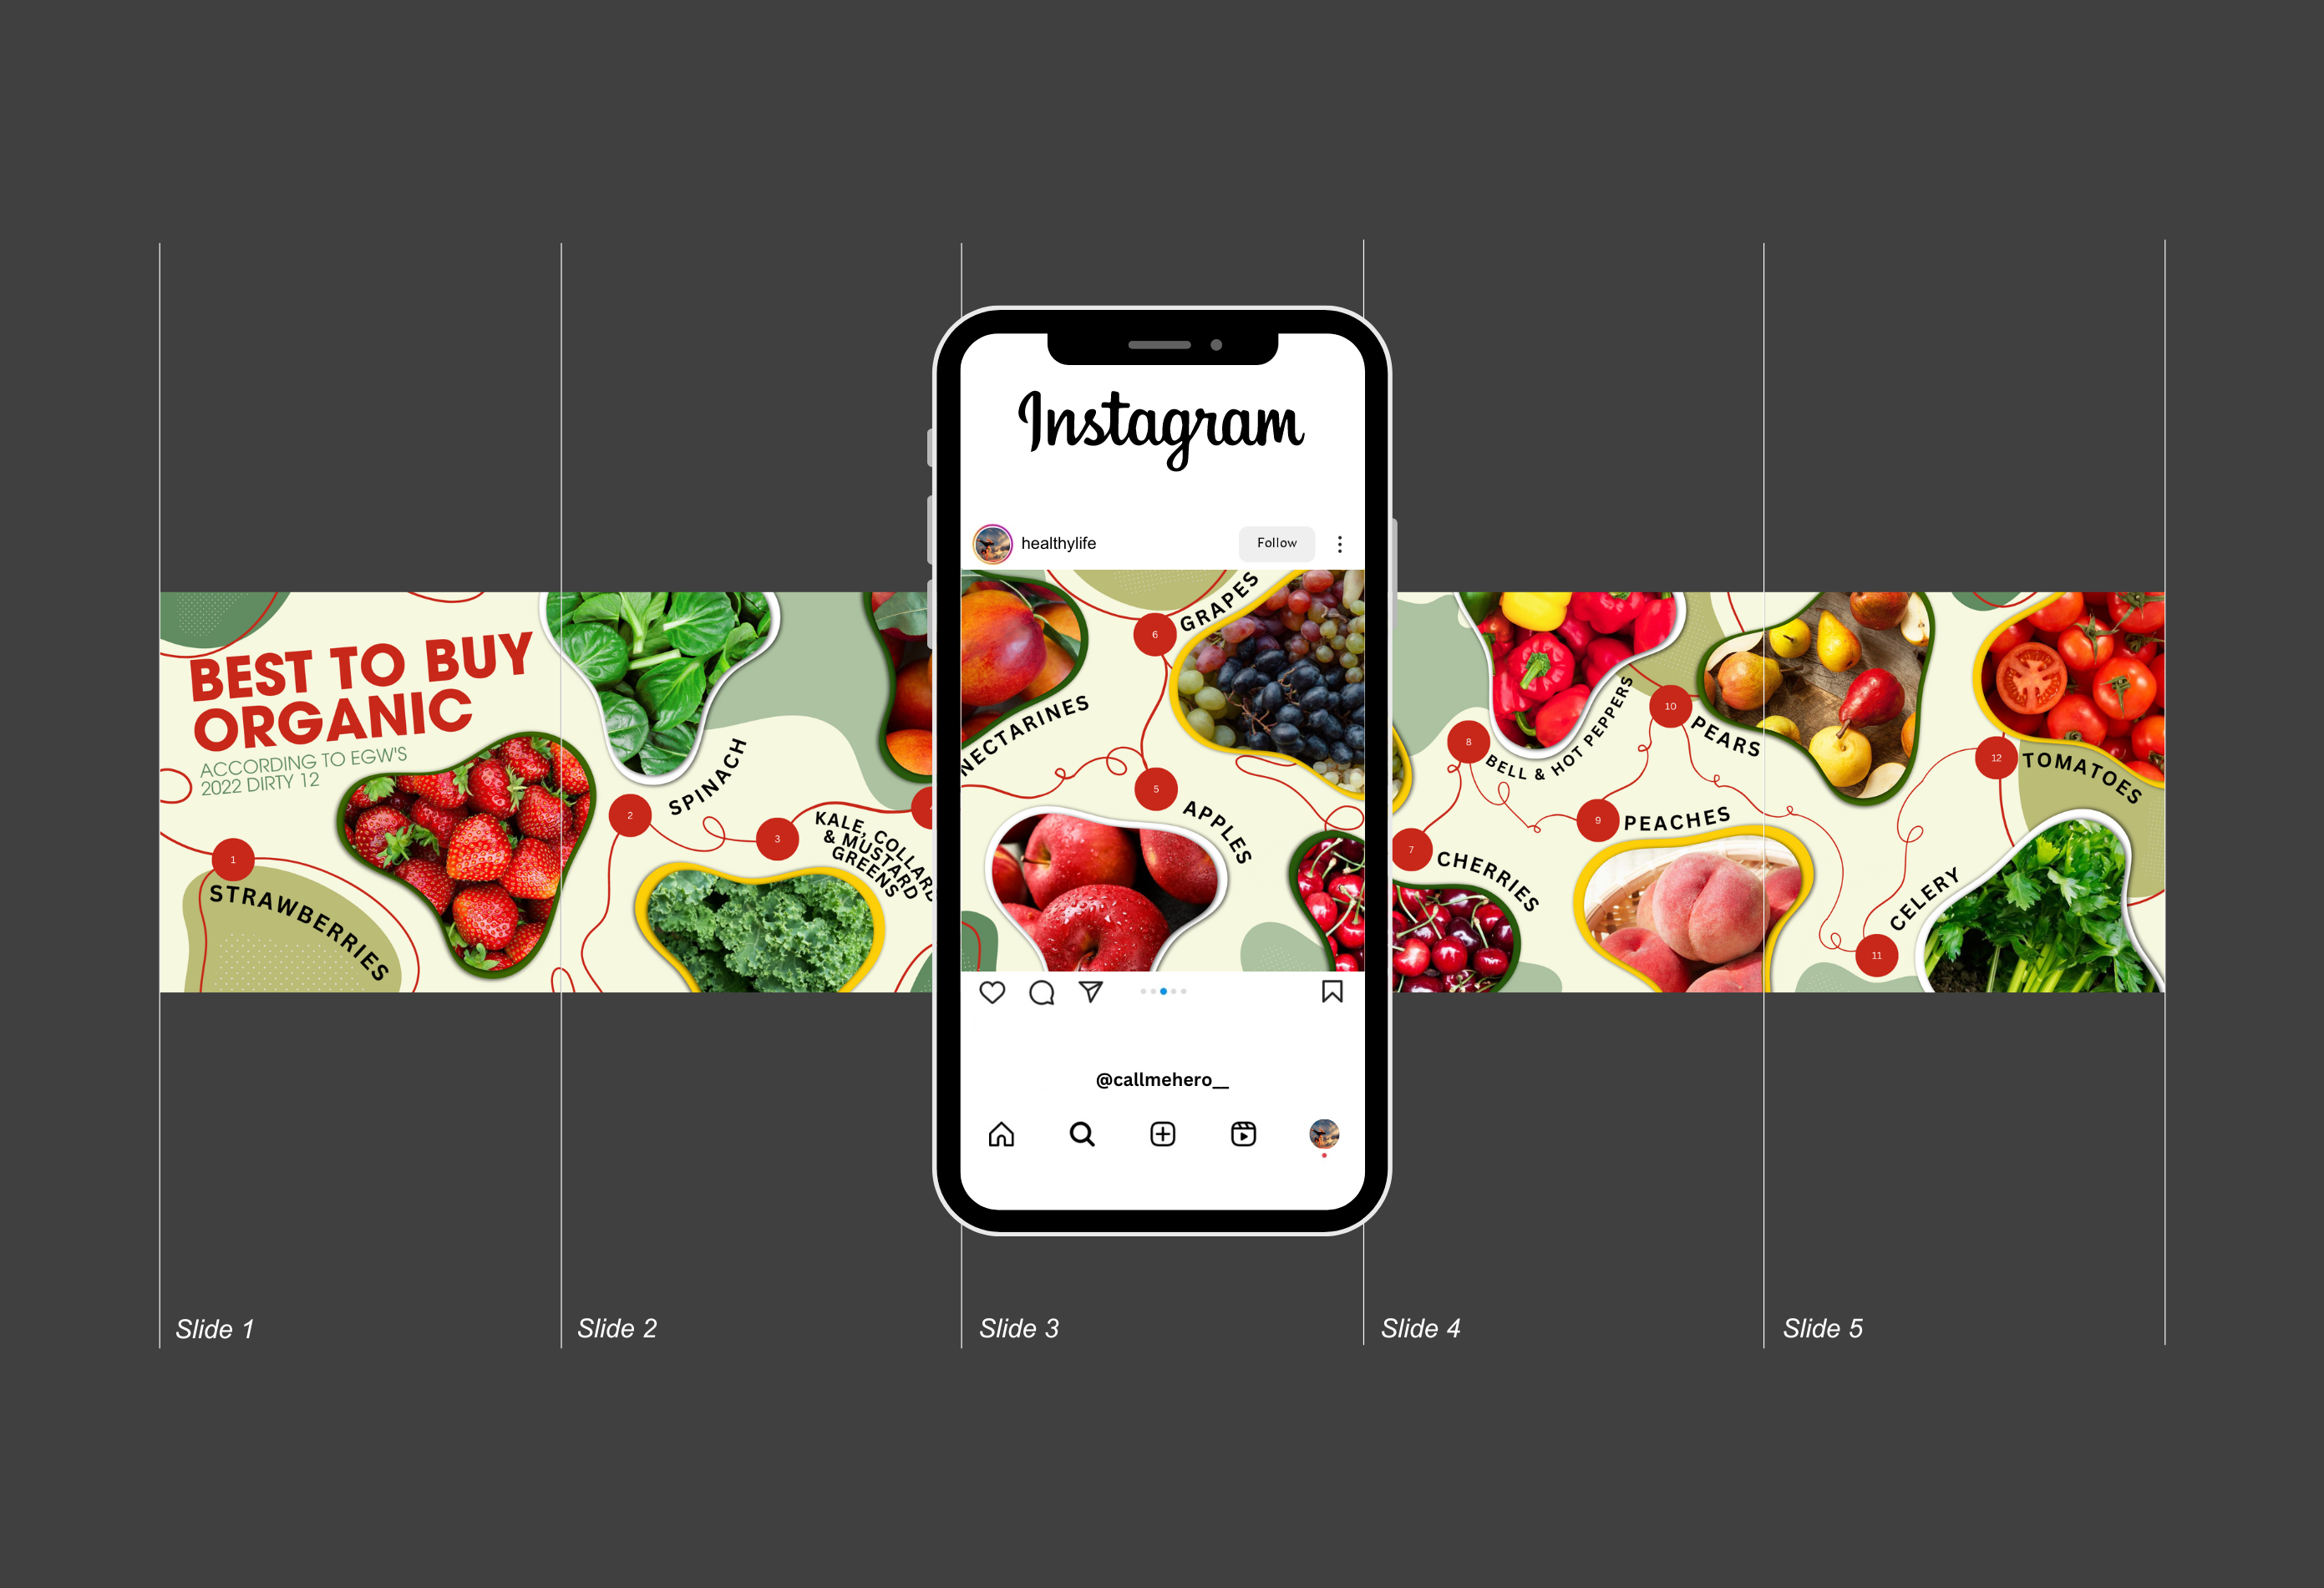 BEST TO BUY
ORGANIC
ACCORDING TO EGW'S
2022 DIRTY 12
1
STRAWBERRIES
2
SPINACH
3
KALE, COLLARD
& MUSTARD
GREENS
Instagram
healthylife
Follow
NECTARINES
6
GRAPES
5
APPLES
@callmehero__
7
CHERRIES
8
BELL & HOT PEPPERS
9
PEACHES
10
PEARS
11
CELERY
12
TOMATOES
Slide 1
Slide 2
Slide 3
Slide 4
Slide 5